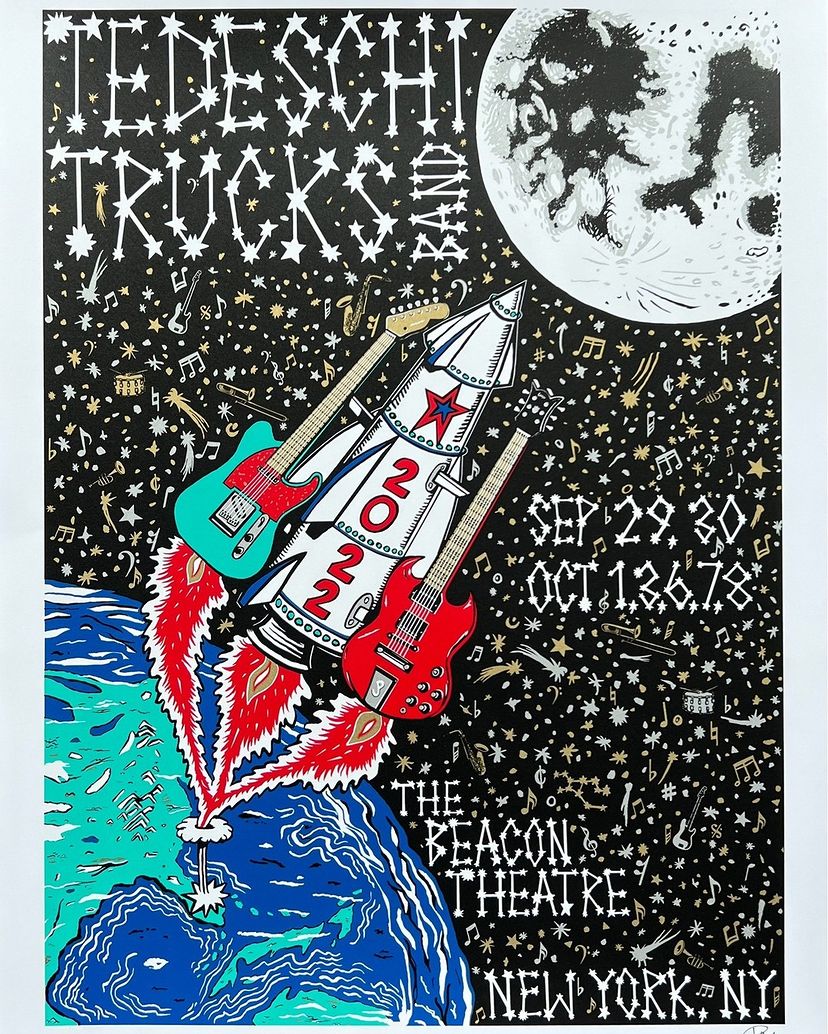 TEDESCHI
TRUCKS
BAND
2022
SEP 29, 30
OCT 1.3.6.7.8
THE
BEACON
THEATRE
NEW YORK, NY